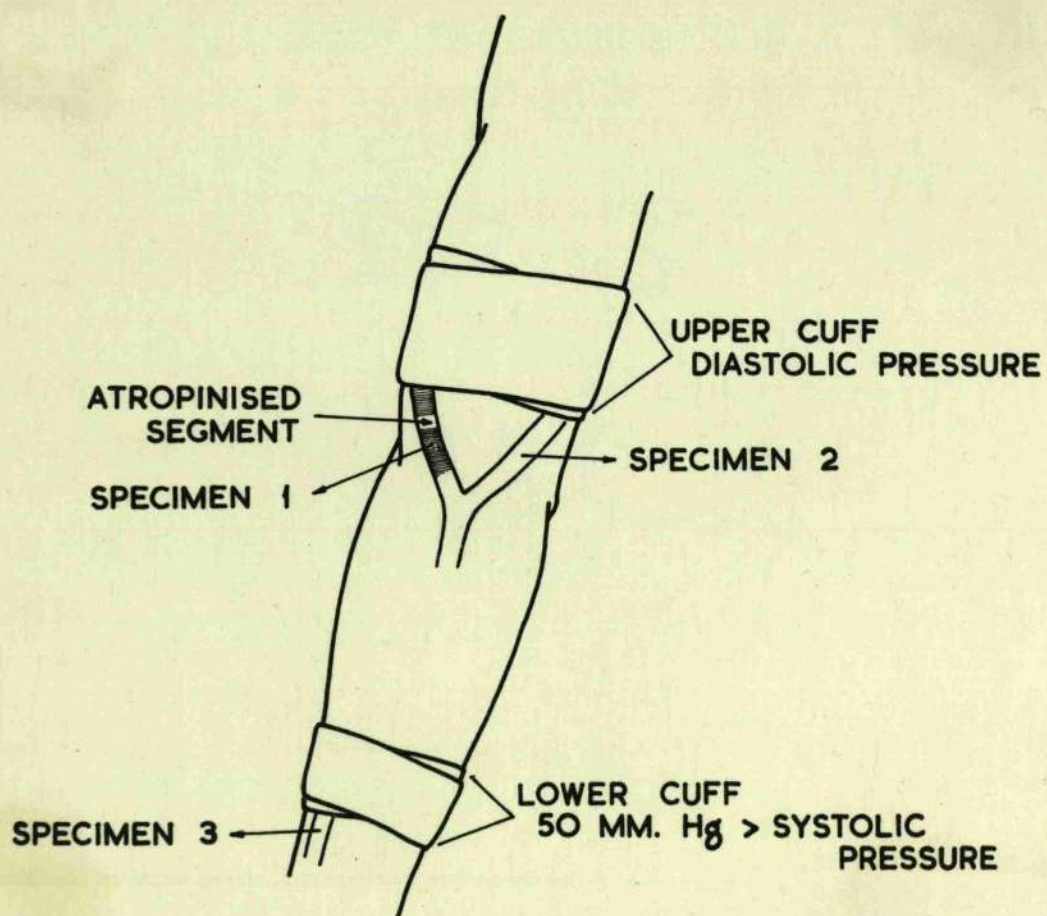 UPPER CUFF
DIASTOLIC PRESSURE
ATROPINISED
SEGMENT
SPECIMEN 1
SPECIMEN 2
LOWER CUFF
50 MM. Hg > SYSTOLIC
PRESSURE
SPECIMEN 3